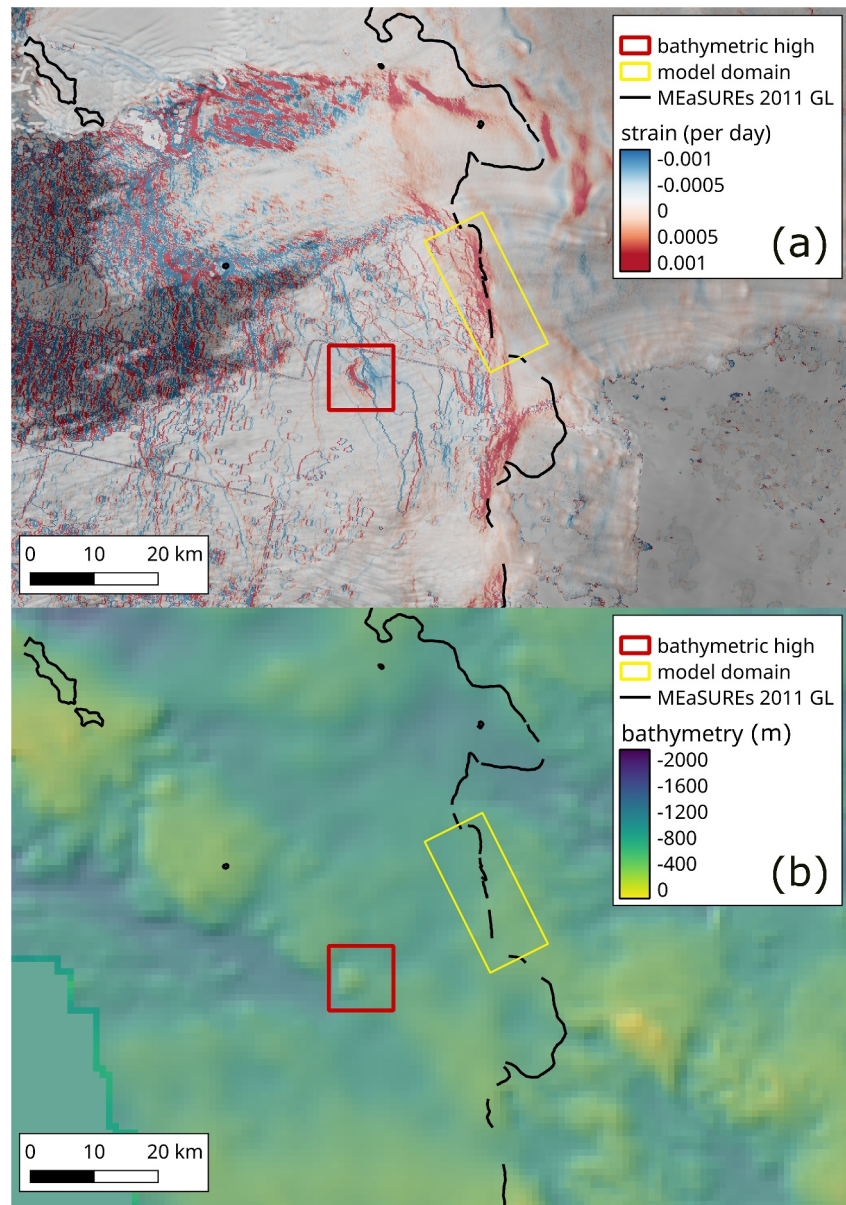 bathymetric high
model domain
MEaSUREs 2011 GL
strain (per day)
-0.001
-0.0005
0
0.0005
0.001
(a)
0 10 20 km
bathymetric high
model domain
MEaSUREs 2011 GL
bathymetry (m)
-2000
-1600
-1200
-800
-400
0
(b)
0 10 20 km